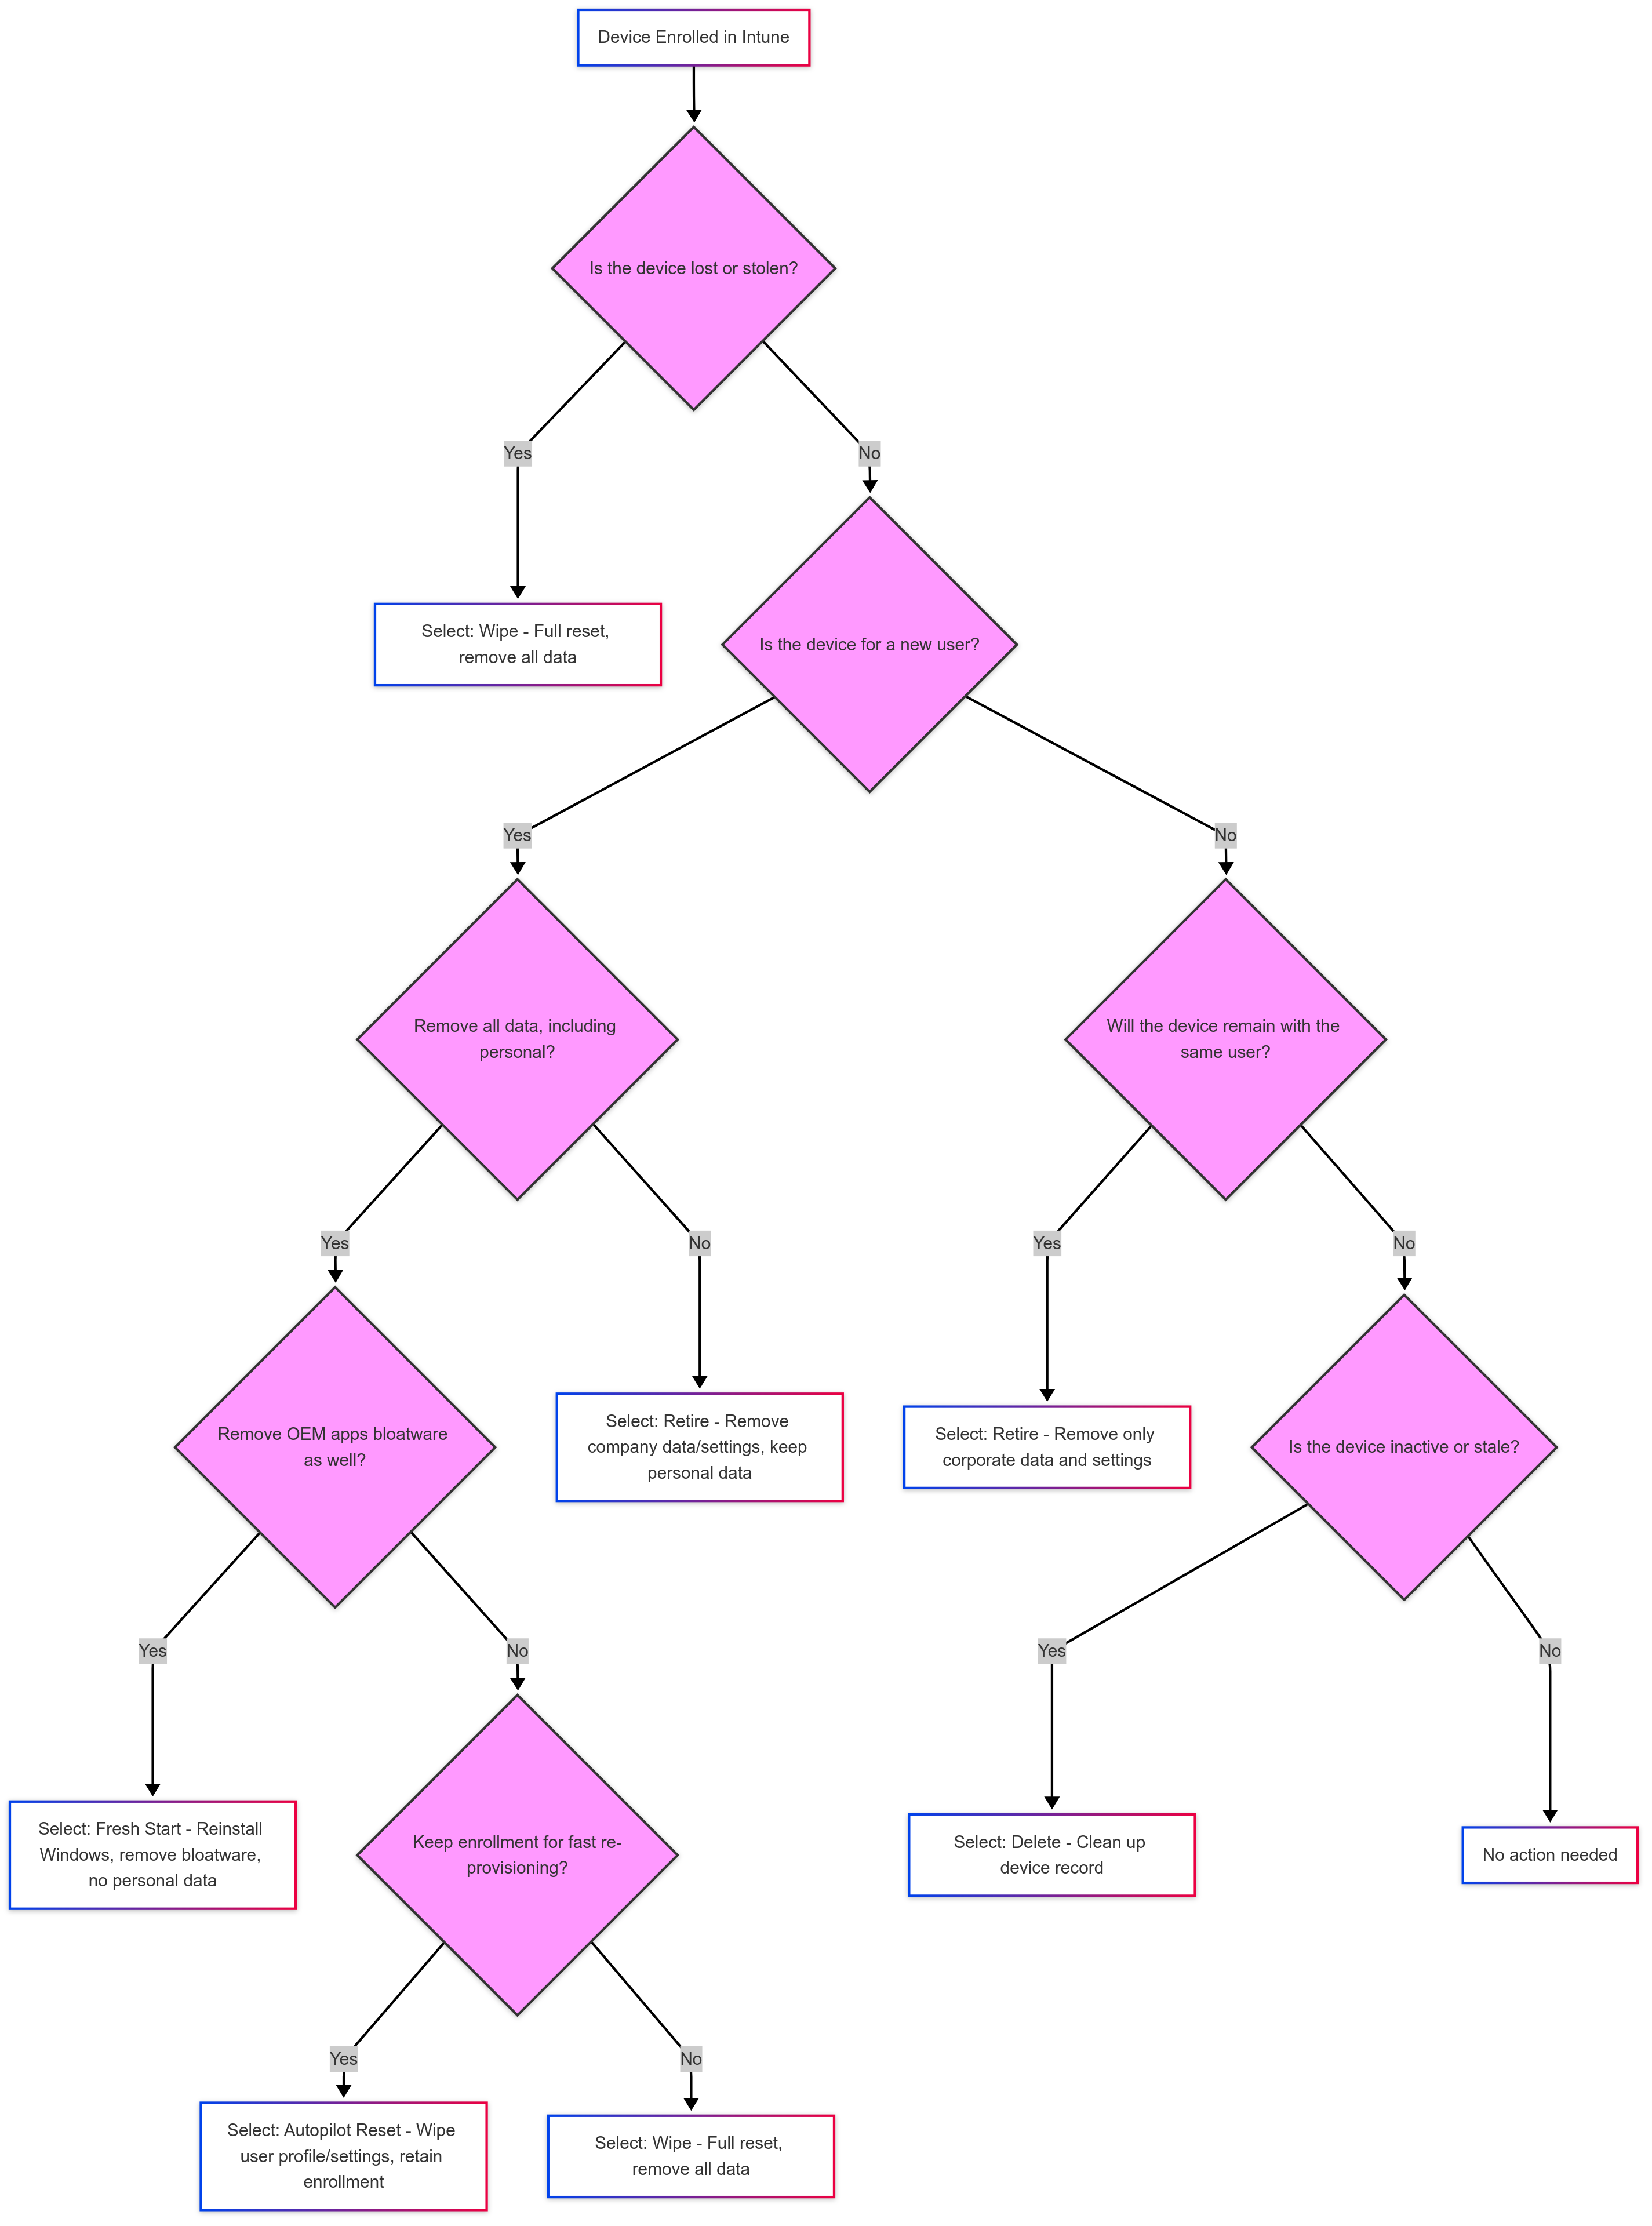 Device Enrolled in Intune
Is the device lost or stolen?
Yes
No
Select: Wipe - Full reset,
remove all data
Is the device for a new user?
Yes
No
Remove all data, including
personal?
Will the device remain with the
same user?
Yes
No
Yes
No
Remove OEM apps bloatware
as well?
Select: Retire - Remove
company data/settings, keep
personal data
Select: Retire - Remove only
corporate data and settings
Is the device inactive or stale?
Yes
No
Yes
No
Select: Fresh Start - Reinstall
Windows, remove bloatware,
no personal data
Keep enrollment for fast re-
provisioning?
Select: Delete - Clean up
device record
No action needed
Yes
No
Select: Autopilot Reset - Wipe
user profile/settings, retain
enrollment
Select: Wipe - Full reset,
remove all data